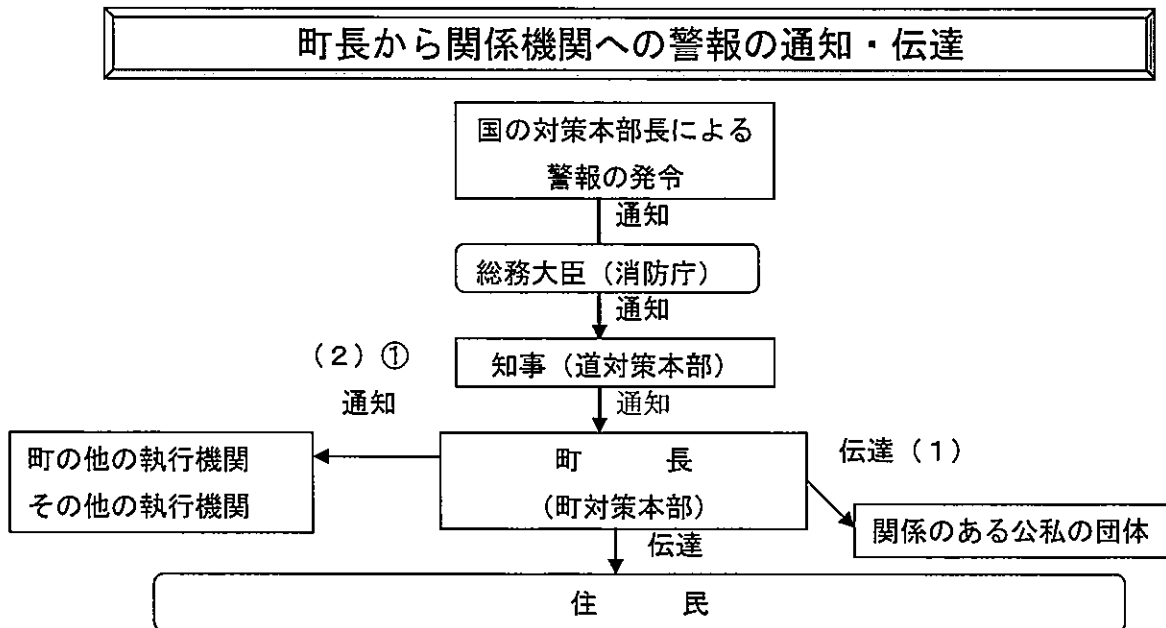 町長から関係機関への警報の通知・伝達
国の対策本部長による
警報の発令
通知
総務大臣（消防庁）
通知
（２）①
通知
知事（道対策本部）
通知
町の他の執行機関
その他の執行機関
町　　　長
（町対策本部）
伝達（１）
関係のある公私の団体
伝達
住　　　民